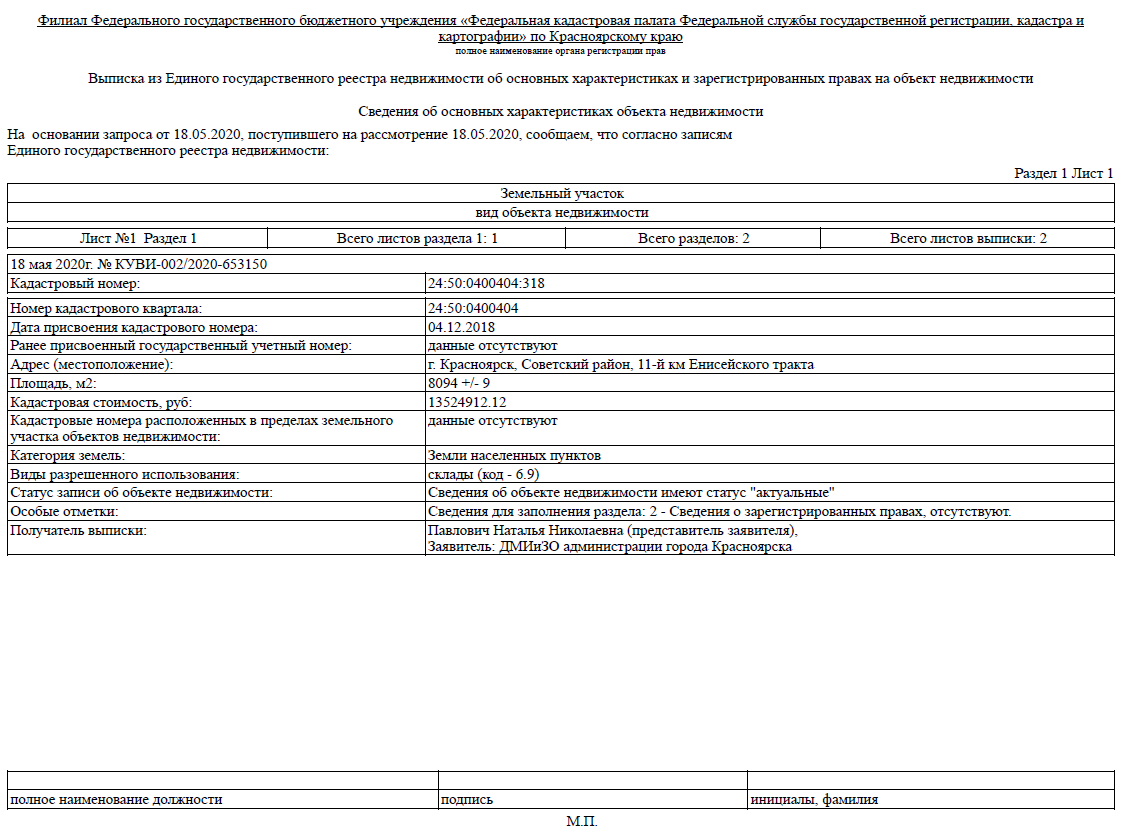 Филиал Федерального государственного бюджетного учреждения «Федеральная кадастровая палата Федеральной службы государственной регистрации, кадастра и
картографии» по Красноярскому краю
полное наименование органа регистрации прав
Выписка из Единого государственного реестра недвижимости об основных характеристиках и зарегистрированных правах на объект недвижимости
Сведения об основных характеристиках объекта недвижимости
На основании запроса от 18.05.2020, поступившего на рассмотрение 18.05.2020, сообщаем, что согласно записям
Единого государственного реестра недвижимости:
Раздел 1 Лист 1
Земельный участок
вид объекта недвижимости
Лист №1 Раздел 1 Всего листов раздела 1: 1 Всего разделов: 2 Всего листов выписки: 2
18 мая 2020г. № КУВИ-002/2020-653150
Кадастровый номер: 24:50:0400404:318
Номер кадастрового квартала: 24:50:0400404
Дата присвоения кадастрового номера: 04.12.2018
Ранее присвоенный государственный учетный номер: данные отсутствуют
Адрес (местоположение): г. Красноярск, Советский район, 11-й км Енисейского тракта
Площадь, м2: 8094 +/- 9
Кадастровая стоимость, руб: 13524912.12
Кадастровые номера расположенных в пределах земельного данные отсутствуют
участка объектов недвижимости:
Категория земель: Земли населенных пунктов
Виды разрешенного использования: склады (код - 6.9)
Статус записи об объекте недвижимости: Сведения об объекте недвижимости имеют статус "актуальные"
Особые отметки: Сведения для заполнения раздела: 2 - Сведения о зарегистрированных правах, отсутствуют.
Получатель выписки: Павлович Наталья Николаевна (представитель заявителя),
Заявитель: ДМИиЗО администрации города Красноярска
полное наименование должности подпись инициалы, фамилия
М.П.